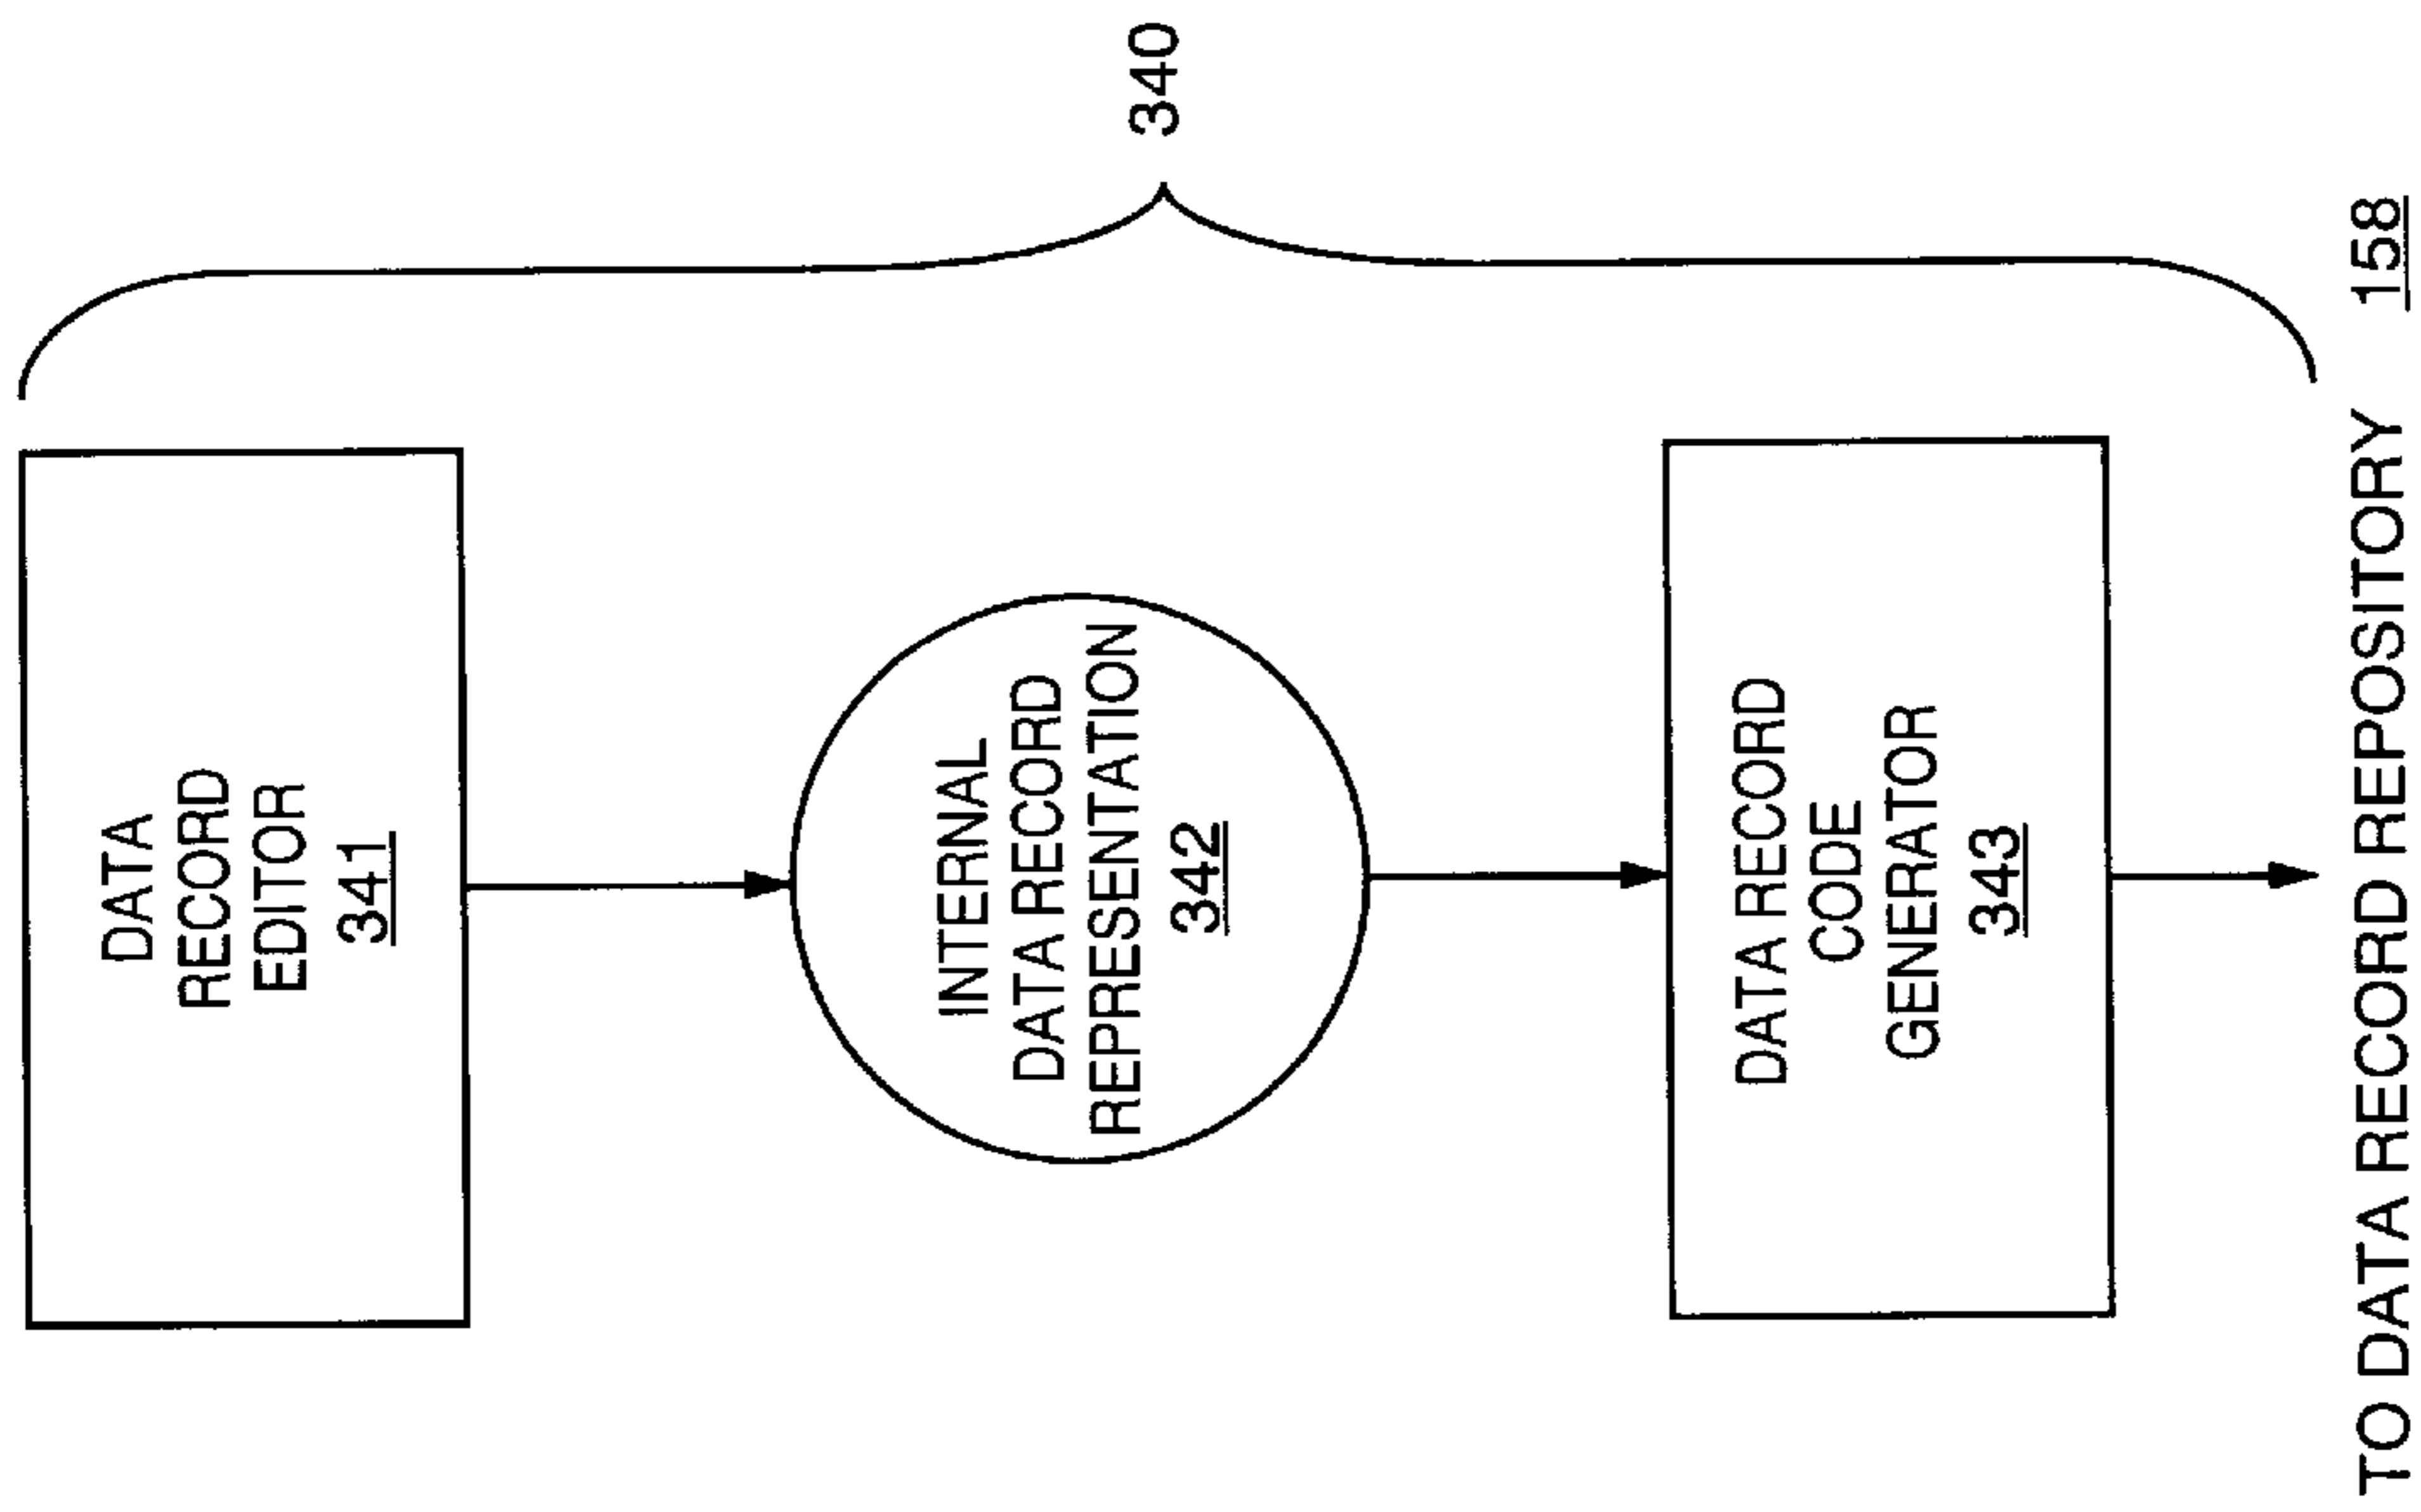 DATA
RECORD
EDITOR
341
INTERNAL
DATA RECORD
REPRESENTATION
342
DATA RECORD
CODE
GENERATOR
343
TO DATA RECORD REPOSITORY 158
340